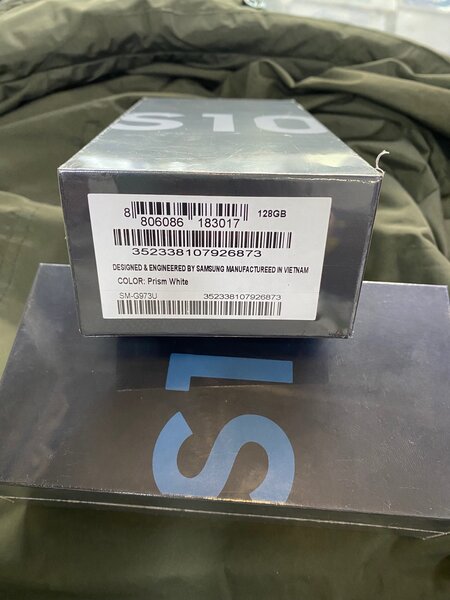 S10
8 806086 183017 128GB
352338107926873
DESIGNED & ENGINEERED BY SAMSUNG MANUFACTUREED IN VIETNAM
COLOR: Prism White
SM-G973U 352338107926873
S1